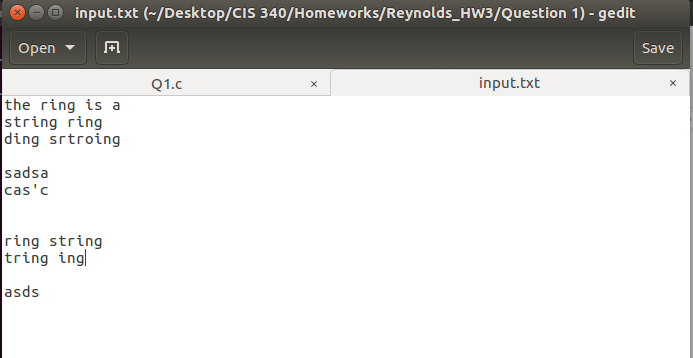 input.txt (~/Desktop/CIS 340/Homeworks/Reynolds_HW3/Question 1) - gedit
Open Save
Q1.c × input.txt ×
the ring is a
string ring
ding srtroing
sadsa
cas'c
ring string
tring ing
asds